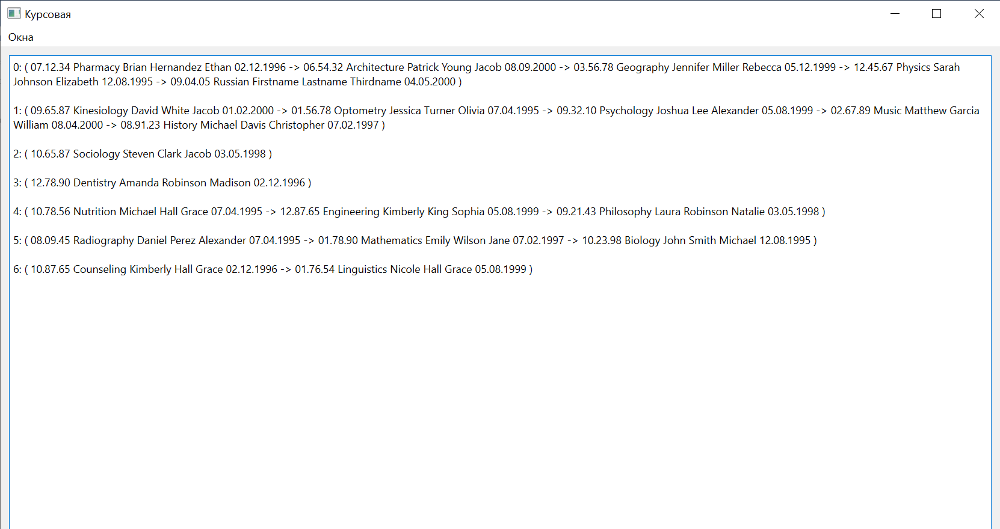 Курсовая
Окна
0: ( 07.12.34 Pharmacy Brian Hernandez Ethan 02.12.1996 -> 06.54.32 Architecture Patrick Young Jacob 08.09.2000 -> 03.56.78 Geography Jennifer Miller Rebecca 05.12.1999 -> 12.45.67 Physics Sarah
Johnson Elizabeth 12.08.1995 -> 09.04.05 Russian Firstname Lastname Thirdname 04.05.2000 )
1: ( 09.65.87 Kinesiology David White Jacob 01.02.2000 -> 01.56.78 Optometry Jessica Turner Olivia 07.04.1995 -> 09.32.10 Psychology Joshua Lee Alexander 05.08.1999 -> 02.67.89 Music Matthew Garcia
William 08.04.2000 -> 08.91.23 History Michael Davis Christopher 07.02.1997 )
2: ( 10.65.87 Sociology Steven Clark Jacob 03.05.1998 )
3: ( 12.78.90 Dentistry Amanda Robinson Madison 02.12.1996 )
4: ( 10.78.56 Nutrition Michael Hall Grace 07.04.1995 -> 12.87.65 Engineering Kimberly King Sophia 05.08.1999 -> 09.21.43 Philosophy Laura Robinson Natalie 03.05.1998 )
5: ( 08.09.45 Radiography Daniel Perez Alexander 07.04.1995 -> 01.78.90 Mathematics Emily Wilson Jane 07.02.1997 -> 10.23.98 Biology John Smith Michael 12.08.1995 )
6: ( 10.87.65 Counseling Kimberly Hall Grace 02.12.1996 -> 01.76.54 Linguistics Nicole Hall Grace 05.08.1999 )